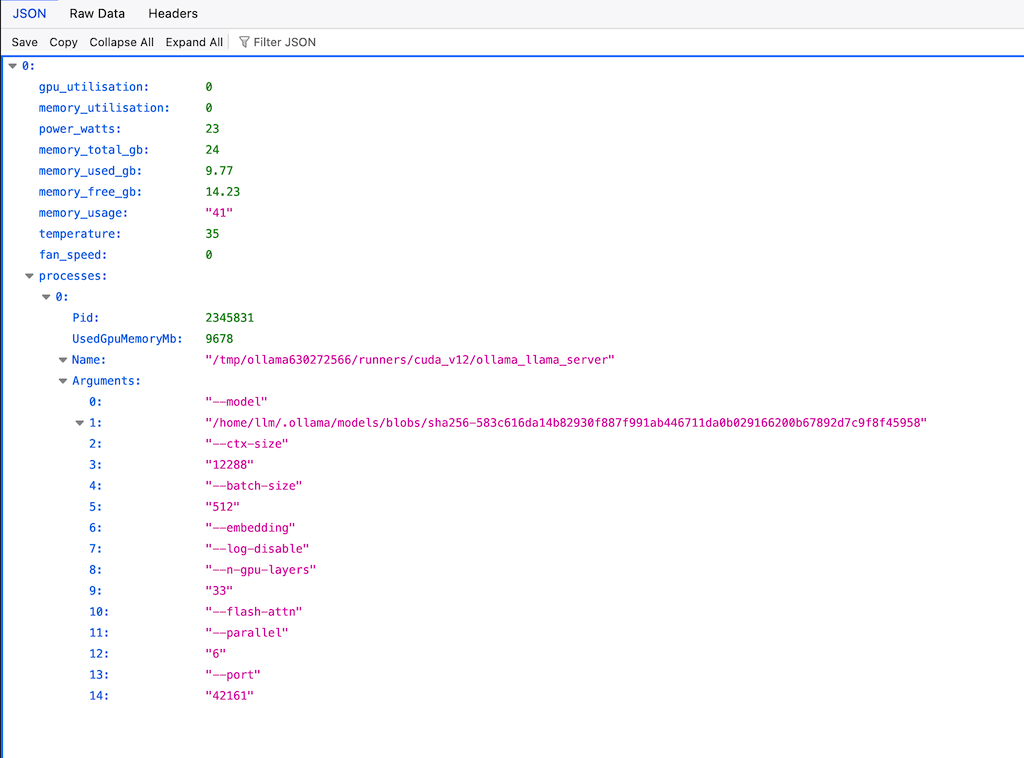 JSON Raw Data Headers
Save Copy Collapse All Expand All Filter JSON
0:
gpu_utilisation: 0
memory_utilisation: 0
power_watts: 23
memory_total_gb: 24
memory_used_gb: 9.77
memory_free_gb: 14.23
memory_usage: "41"
temperature: 35
fan_speed: 0
processes:
0:
Pid: 2345831
UsedGpuMemoryMb: 9678
Name: "/tmp/ollama630272566/runners/cuda_v12/ollama_llama_server"
Arguments:
0: "--model"
1: "/home/llm/.ollama/models/blobs/sha256-583c616da14b82930f887f991ab446711da0b029166200b67892d7c9f8f45958"
2: "--ctx-size"
3: "12288"
4: "--batch-size"
5: "512"
6: "--embedding"
7: "--log-disable"
8: "--n-gpu-layers"
9: "33"
10: "--flash-attn"
11: "--parallel"
12: "6"
13: "--port"
14: "42161"